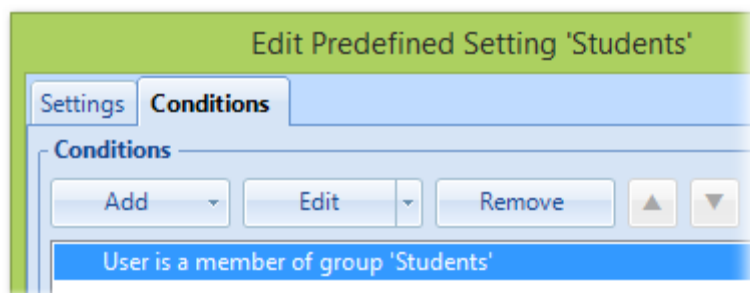 Edit Predefined Setting 'Students'
Settings Conditions
Conditions
Add Edit Remove
User is a member of group 'Students'